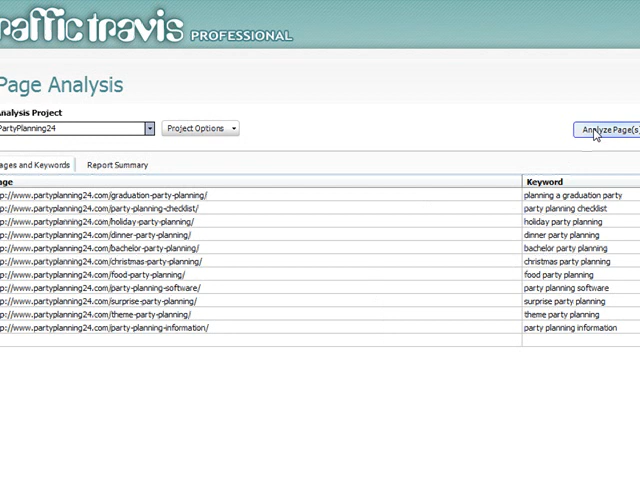 raffic travis PROFESSIONAL
Page Analysis
Analysis Project
PartyPlanning24
Project Options
Analyze Page(s)
ages and Keywords
Report Summary
age Keyword
p://www.partyplanning24.com/graduation-party-planning/ planning a graduation party
p://www.partyplanning24.com/party-planning-checklist/ party planning checklist
p://www.partyplanning24.com/holiday-party-planning/ holiday party planning
p://www.partyplanning24.com/dinner-party-planning/ dinner party planning
p://www.partyplanning24.com/bachelor-party-planning/ bachelor party planning
p://www.partyplanning24.com/christmas-party-planning/ christmas party planning
p://www.partyplanning24.com/food-party-planning/ food party planning
p://www.partyplanning24.com/party-planning-software/ party planning software
p://www.partyplanning24.com/surprise-party-planning/ surprise party planning
p://www.partyplanning24.com/theme-party-planning/ theme party planning
p://www.partyplanning24.com/party-planning-information/ party planning information